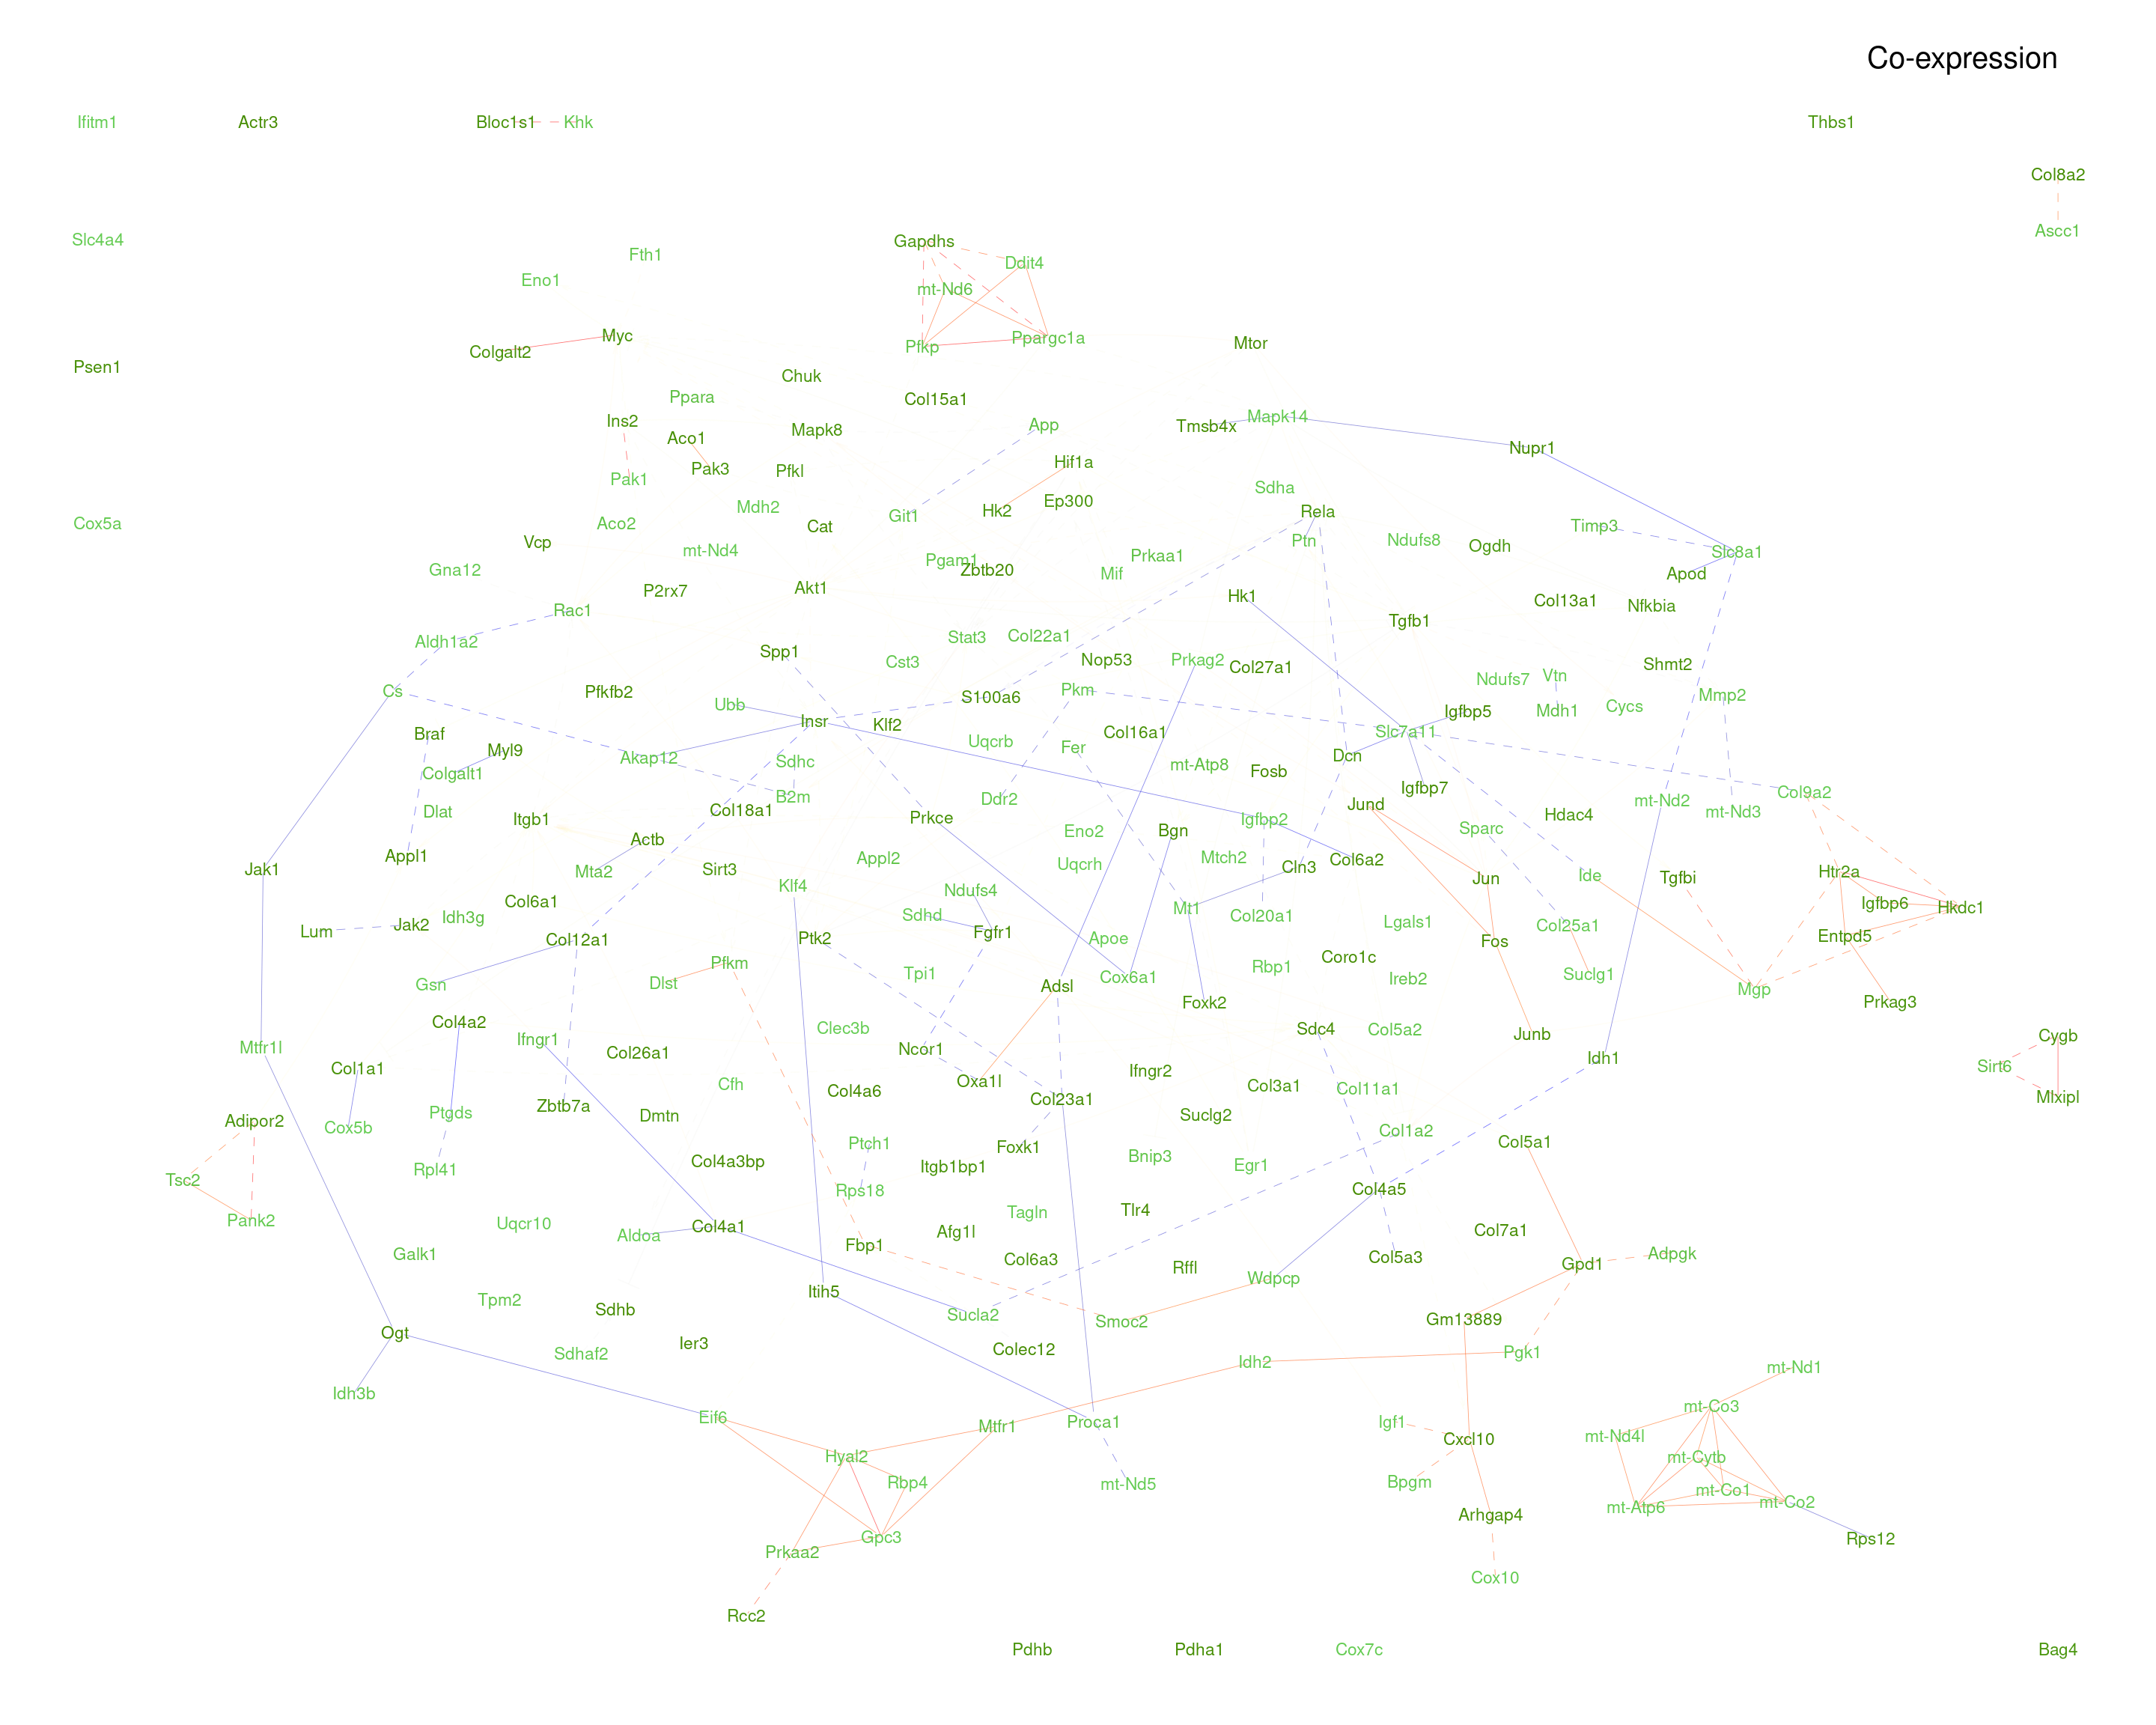 Co-expression
Ifitm1
Actr3
Bloc1s1
Khk
Thbs1
Col8a2
Ascc1
Slc4a4
Gapdhs
Fth1
Ddit4
Eno1
mt-Nd6
Myc
Ppargc1a
Mtor
Pfkp
Colgalt2
Psen1
Chuk
Ppara
Col15a1
Mapk14
Ins2
App
Tmsb4x
Mapk8
Aco1
Nupr1
Hif1a
Pak3
Pfkl
Pak1
Sdha
Ep300
Mdh2
Hk2
Rela
Git1
Cox5a
Aco2
Cat
Timp3
Vcp
Ptn
Ndufs8
Ogdh
mt-Nd4
Slc8a1
Prkaa1
Pgam1
Gna12
Zbtb20
Mif
Apod
Akt1
P2rx7
Hk1
Col13a1
Nfkbia
Rac1
Tgfb1
Stat3
Col22a1
Aldh1a2
Spp1
Cst3
Nop53
Prkag2
Col27a1
Shmt2
Vtn
Ndufs7
Cs
Pfkfb2
Pkm
Mmp2
S100a6
Ubb
Cycs
Mdh1
Igfbp5
Insr
Klf2
Braf
Col16a1
Slc7a11
Uqcrb
Fer
Myl9
Akap12
Sdhc
Dcn
mt-Atp8
Fosb
Colgalt1
Igfbp7
Col9a2
B2m
Ddr2
mt-Nd2
Jund
Dlat
Col18a1
mt-Nd3
Hdac4
Itgb1
Prkce
Igfbp2
Sparc
Eno2
Bgn
Actb
Appl1
Appl2
Mtch2
Col6a2
Uqcrh
Cln3
Jak1
Sirt3
Mta2
Htr2a
Ide
Tgfbi
Jun
Klf4
Ndufs4
Col6a1
Igfbp6
Hkdc1
Mt1
Idh3g
Sdhd
Col20a1
Lgals1
Jak2
Col25a1
Lum
Fgfr1
Entpd5
Col12a1
Ptk2
Apoe
Fos
Coro1c
Pfkm
Rbp1
Tpi1
Suclg1
Cox6a1
Ireb2
Dlst
Gsn
Adsl
Mgp
Foxk2
Prkag3
Col4a2
Clec3b
Sdc4
Col5a2
Junb
Cygb
Ifngr1
Mtfr1l
Ncor1
Col26a1
Idh1
Sirt6
Col1a1
Ifngr2
Oxa1l
Cfh
Col3a1
Col11a1
Col4a6
Mlxipl
Col23a1
Zbtb7a
Ptgds
Dmtn
Suclg2
Adipor2
Cox5b
Col1a2
Ptch1
Foxk1
Col5a1
Bnip3
Col4a3bp
Egr1
Itgb1bp1
Rpl41
Tsc2
Rps18
Col4a5
Tlr4
Tagln
Pank2
Uqcr10
Col4a1
Afg1l
Col7a1
Aldoa
Fbp1
Galk1
Adpgk
Col5a3
Col6a3
Gpd1
Rffl
Wdpcp
Itih5
Tpm2
Sdhb
Sucla2
Smoc2
Gm13889
Ogt
Ier3
Colec12
Sdhaf2
Pgk1
Idh2
mt-Nd1
Idh3b
mt-Co3
Eif6
Proca1
Igf1
Mtfr1
mt-Nd4l
Cxcl10
Hyal2
mt-Cytb
Rbp4
Bpgm
mt-Nd5
mt-Co1
mt-Co2
mt-Atp6
Arhgap4
Gpc3
Rps12
Prkaa2
Cox10
Rcc2
Pdhb
Pdha1
Cox7c
Bag4